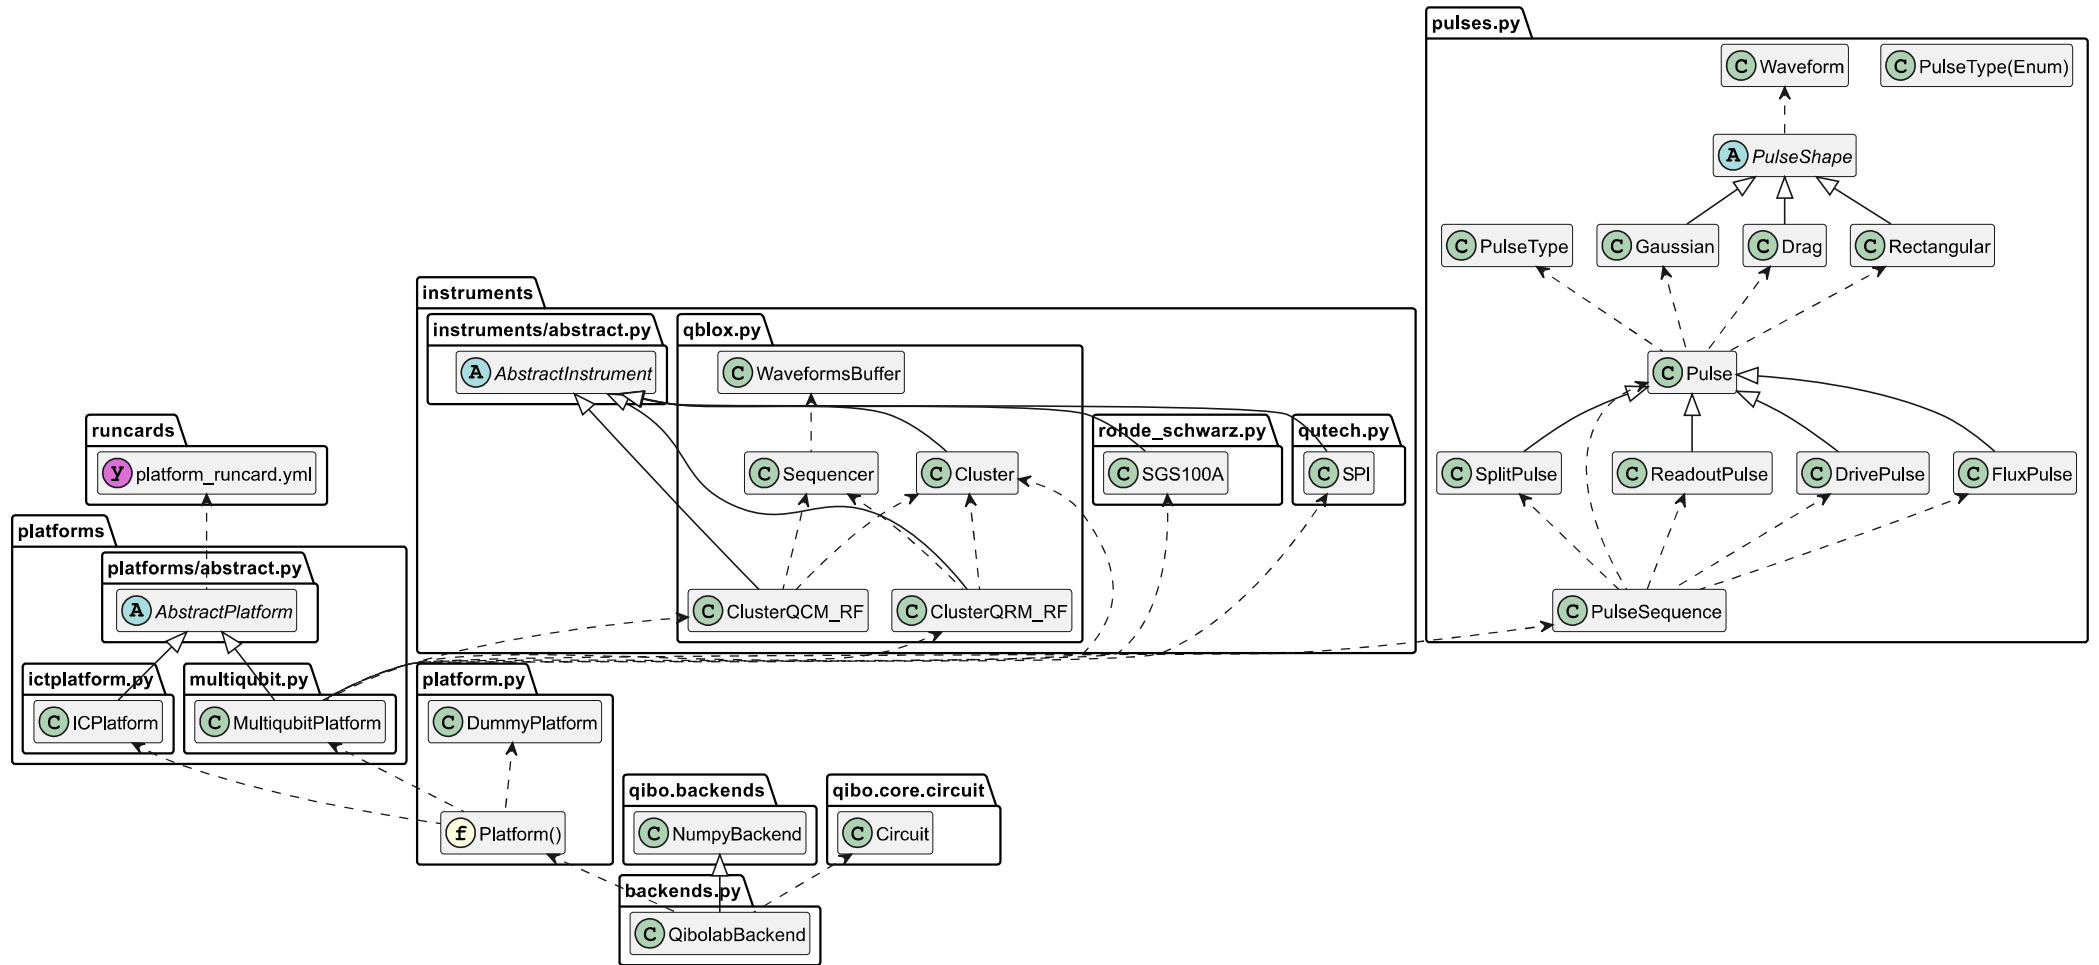 pulses.py
C Waveform
C PulseType(Enum)
A PulseShape
C PulseType
C Gaussian
C Drag
C Rectangular
C Pulse
C SplitPulse
C ReadoutPulse
C DrivePulse
C FluxPulse
C PulseSequence
instruments
instruments/abstract.py
A AbstractInstrument
qblox.py
C WaveformsBuffer
C Sequencer
C Cluster
C ClusterQCM_RF
C ClusterQRM_RF
rohde_schwarz.py
C SGS100A
qutech.py
C SPI
runcards
y platform_runcard.yml
platforms
platforms/abstract.py
A AbstractPlatform
ictplatform.py
C ICPlatform
multiqubit.py
C MultiqubitPlatform
platform.py
C DummyPlatform
f Platform()
qibo.backends
C NumpyBackend
qibo.core.circuit
C Circuit
backends.py
C QibolabBackend